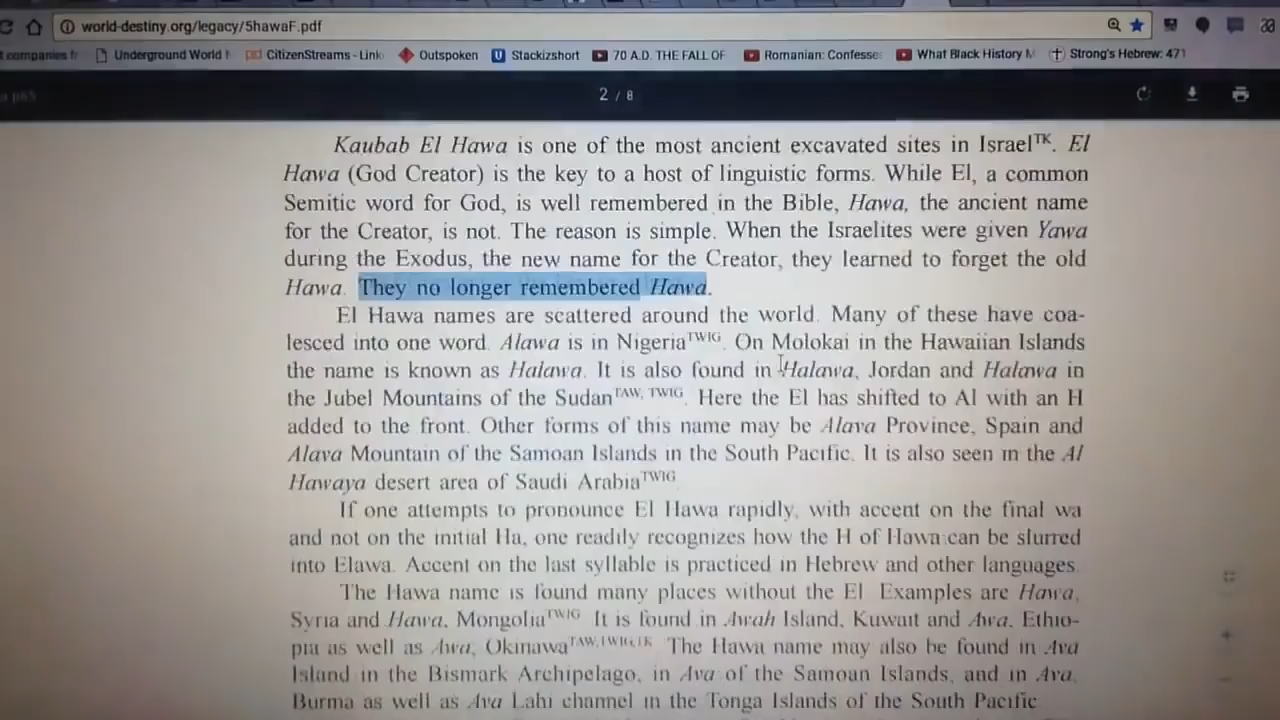 world-destiny.org/legacy/5hawaF.pdf
t companies fr Underground World CitizenStreams - Link Outspoken Stackizshort 70 A.D. THE FALL OF Romanian: Confesse What Black History M Strong's Hebrew: 471
2 / 8
Kaubab El Hawa is one of the most ancient excavated sites in Israel™ᴷ. El
Hawa (God Creator) is the key to a host of linguistic forms. While El, a common
Semitic word for God, is well remembered in the Bible, Hawa, the ancient name
for the Creator, is not. The reason is simple. When the Israelites were given Yawa
during the Exodus, the new name for the Creator, they learned to forget the old
Hawa. They no longer remembered Hawa.
El Hawa names are scattered around the world. Many of these have coa-
lesced into one word. Alawa is in NigeriaTWIG. On Molokai in the Hawaiian Islands
the name is known as Halawa. It is also found in Halawa, Jordan and Halawa in
the Jubel Mountains of the SudanTAW, TWIG. Here the El has shifted to Al with an H
added to the front. Other forms of this name may be Alava Province, Spain and
Alava Mountain of the Samoan Islands in the South Pacific. It is also seen in the Al
Hawaya desert area of Saudi ArabiaTWIG
If one attempts to pronounce El Hawa rapidly, with accent on the final wa
and not on the initial Ha, one readily recognizes how the H of Hawa can be slurred
into Elawa. Accent on the last syllable is practiced in Hebrew and other languages.
The Hawa name is found many places without the El. Examples are Hawa,
Syria and Hawa, MongoliaTWIG. It is found in Awah Island, Kuwait and Awa, Ethio-
pia as well as Awa, OkinawaTAW,TWIG,TK. The Hawa name may also be found in Ava
Island in the Bismark Archipelago, in Ava of the Samoan Islands, and in Ava,
Burma as well as Ava Lahi channel in the Tonga Islands of the South Pacific